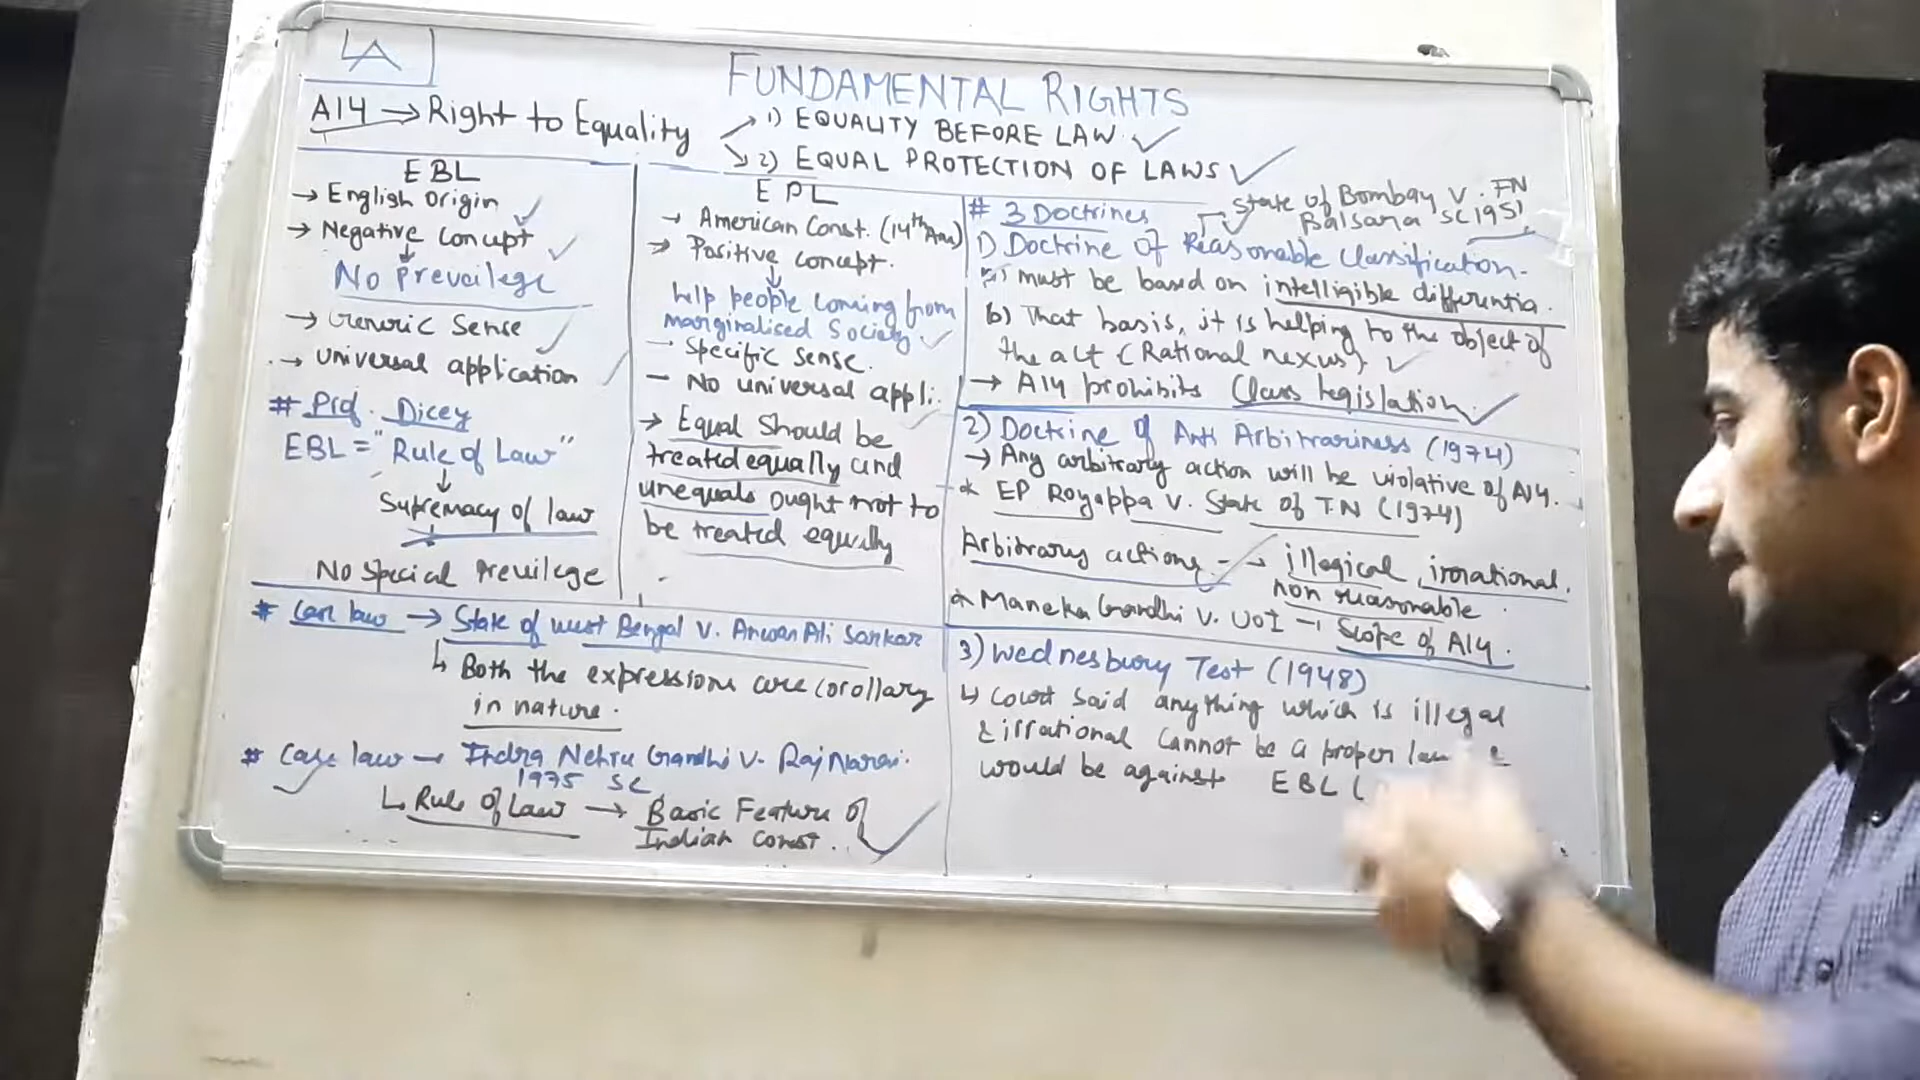 LA
FUNDAMENTAL RIGHTS
A14 → Right to Equality
1) EQUALITY BEFORE LAW
2) EQUAL PROTECTION OF LAWS
EBL
→ English Origin
→ Negative concept
No Prevailege
→ Generic Sense
→ Universal application
# Prof. Dicey
EBL = "Rule of Law"
Supremacy of law
No Special Previlege
EPL
→ American Const. (14th Am)
→ Positive concept.
help people coming from
marginalised Society
- Specific sense.
- No universal appli.
→ Equal Should be
treated equally and
unequals ought not to
be treated equally
# Case law → State of West Bengal V. Anwar Ali Sarkar
↳ Both the expressions are corollary
in nature.
# Case law - Indra Nehru Gandhi V. Raj Narai.
1975 SC
↳ Rule of Law → Basic Feature of
Indian Const.
# 3 Doctrines
State of Bombay V. FN
Balsara SC 1951
1) Doctrine of Reasonable Classification-
a) must be based on intelligible differentia.
b) That basis, it is helping to the object of
the act (Rational nexus).
→ A14 prohibits Class legislation.
2) Doctrine of Anti Arbitrariness (1974)
→ Any arbitrary action will be violative of A14.
* EP Royappa V. State of T.N (1974)
Arbitrary actions - → illogical, irrational.
non reasonable
* Maneka Gandhi V. UOI - Scope of A14.
3) Wednesbury Test (1948)
↳ Court said anything which is illegal
& irrational cannot be a proper law &
would be against EBL (